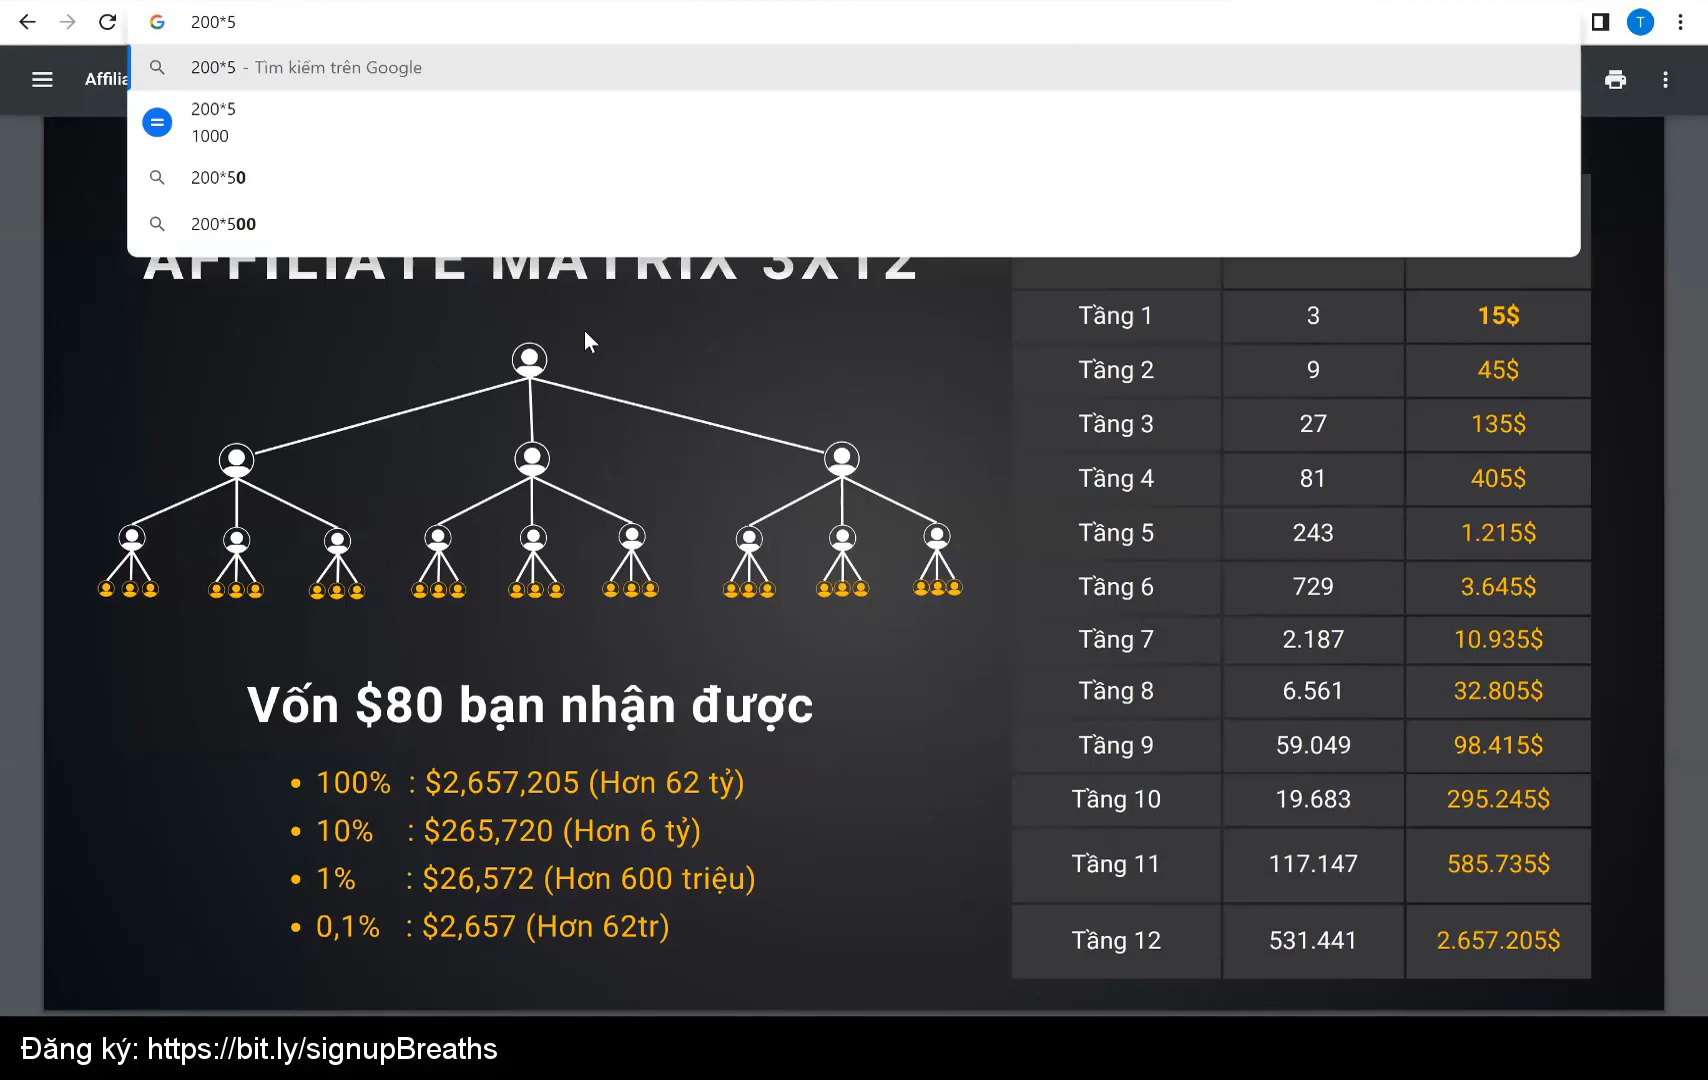 200*5
T
200*5 - Tìm kiếm trên Google
Affilia
200*5
1000
200*50
200*500
AFFILIATE MATRIX 3X12
Tầng 1 3 15$
Tầng 2 9 45$
Tầng 3 27 135$
Tầng 4 81 405$
Tầng 5 243 1.215$
Tầng 6 729 3.645$
Tầng 7 2.187 10.935$
Tầng 8 6.561 32.805$
Tầng 9 59.049 98.415$
Tầng 10 19.683 295.245$
Tầng 11 117.147 585.735$
Tầng 12 531.441 2.657.205$
Vốn $80 bạn nhận được
• 100% : $2,657,205 (Hơn 62 tỷ)
• 10% : $265,720 (Hơn 6 tỷ)
• 1% : $26,572 (Hơn 600 triệu)
• 0,1% : $2,657 (Hơn 62tr)
Đăng ký: https://bit.ly/signupBreaths